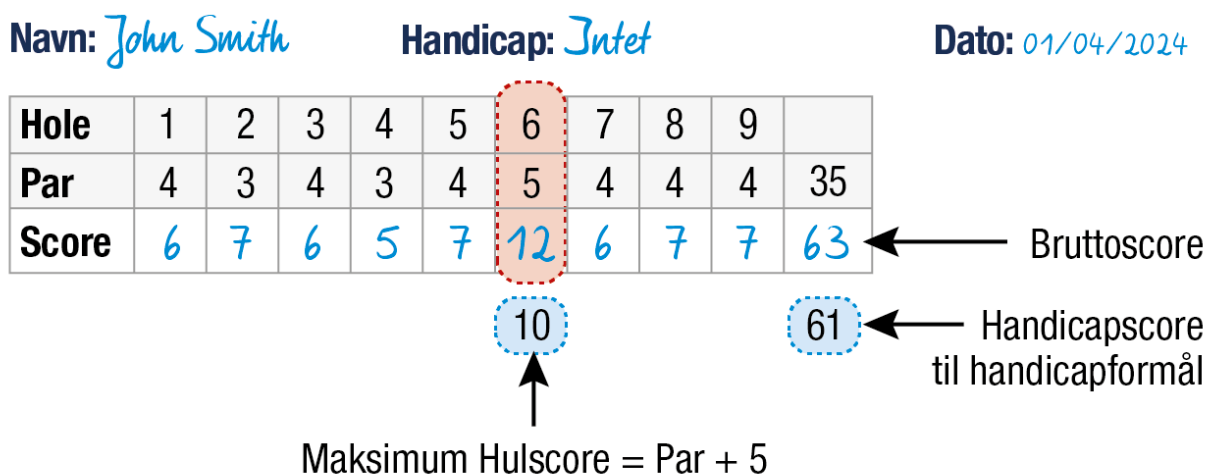 Navn: John Smith Handicap: Intet Dato: 01/04/2024
Hole 1 2 3 4 5 6 7 8 9
Par 4 3 4 3 4 5 4 4 4 35
Score 6 7 6 5 7 12 6 7 7 63 Bruttoscore
10 61 Handicapscore
til handicapformål
Maksimum Hulscore = Par + 5